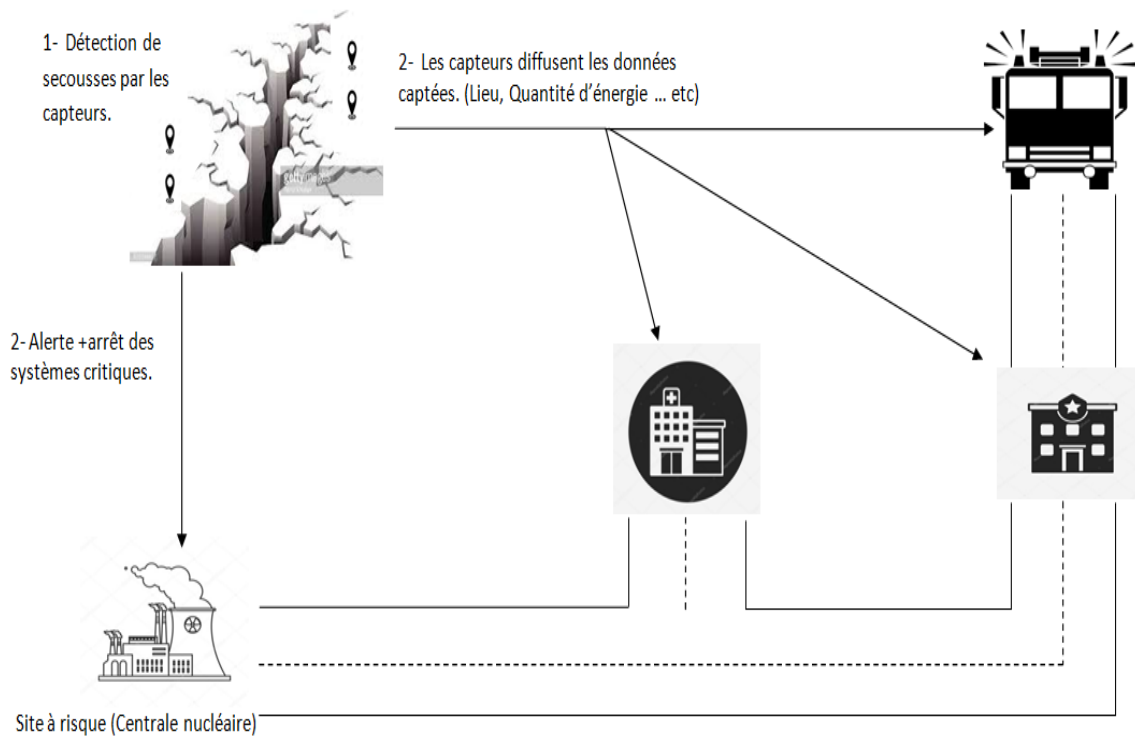 1- Détection de
secousses par les
capteurs.
2- Les capteurs diffusent les données
captées. (Lieu, Quantité d'énergie ... etc)
2- Alerte +arrêt des
systèmes critiques.
Site à risque (Centrale nucléaire)